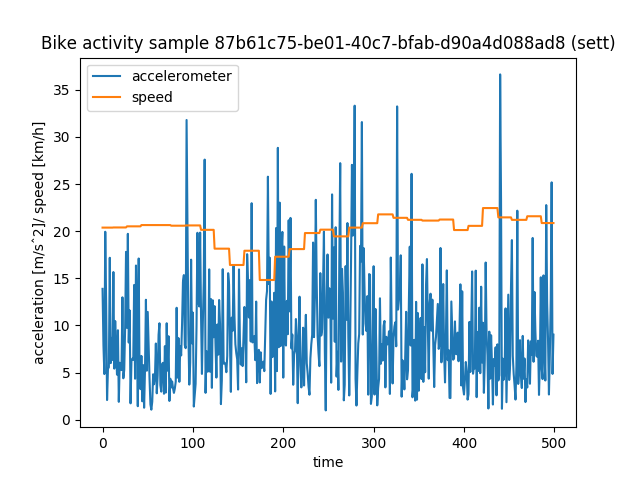 Bike activity sample 87b61c75-be01-40c7-bfab-d90a4d088ad8 (sett)
accelerometer
speed
acceleration [m/s^2]/ speed [km/h]
35
30
25
20
15
10
5
0
0 100 200 300 400 500
time